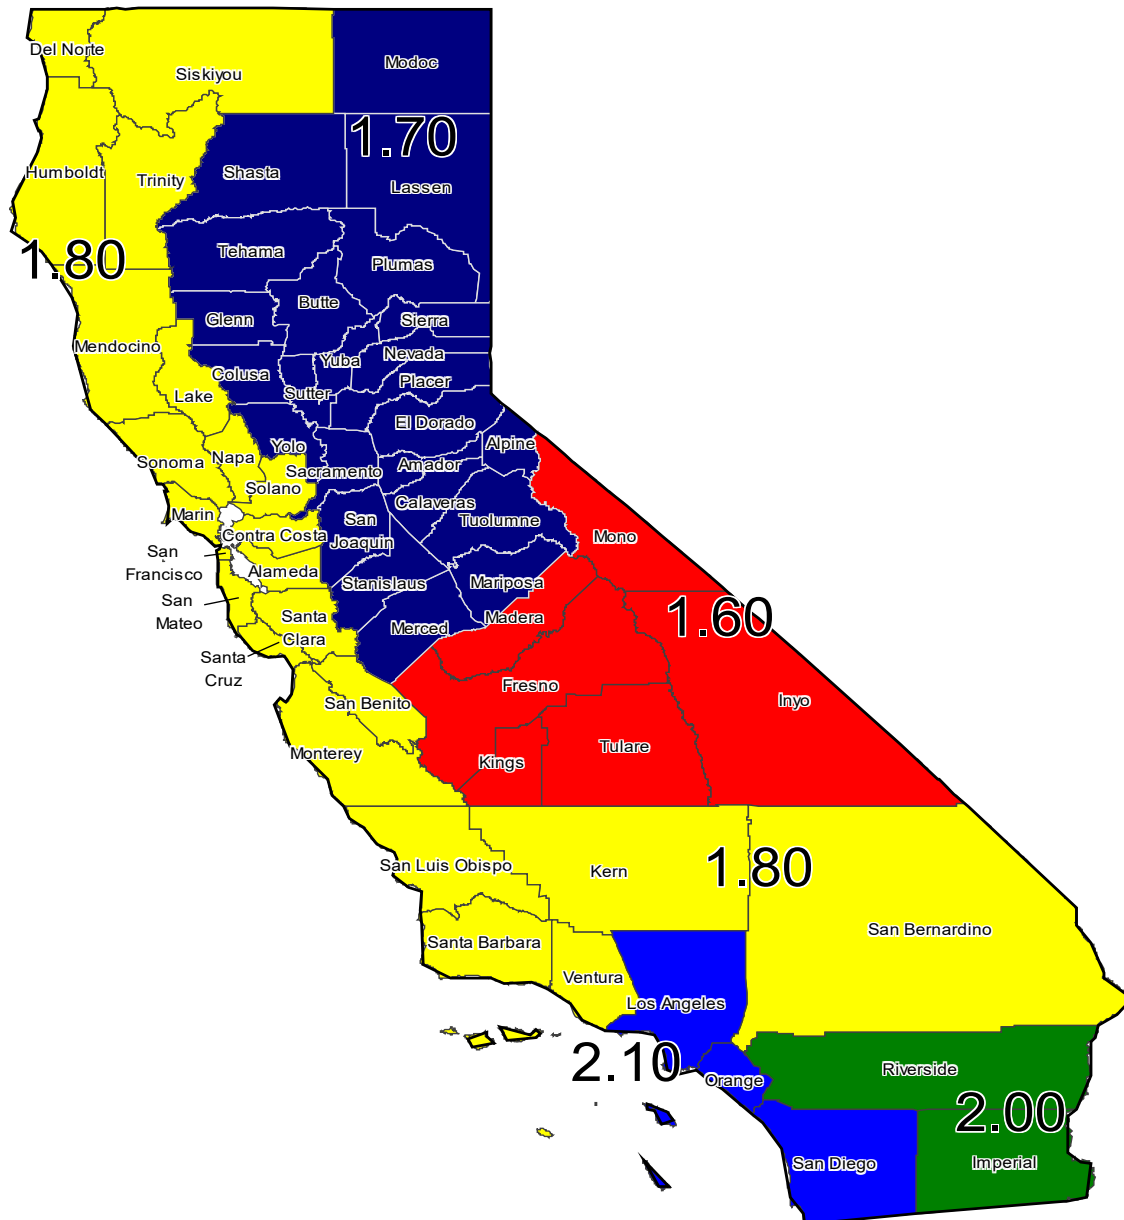 Del Norte
Siskiyou
Modoc
1.70
Humboldt
Trinity
Shasta
Lassen
1.80
Tehama
Plumas
Butte
Glenn
Sierra
Mendocino
Yuba
Nevada
Colusa
Placer
Lake
Sutter
El Dorado
Yolo
Alpine
Sonoma
Napa
Sacramento
Amador
Solano
Calaveras
Marin
San
Joaquin
Tuolumne
Contra Costa
Mono
San
Francisco
Alameda
Stanislaus
Mariposa
San
Mateo
Santa
Clara
Merced
Madera
1.60
Santa
Cruz
Fresno
Inyo
San Benito
Monterey
Kings
Tulare
San Luis Obispo
Kern
1.80
Santa Barbara
San Bernardino
Ventura
Los Angeles
2.10
Orange
Riverside
2.00
San Diego
Imperial